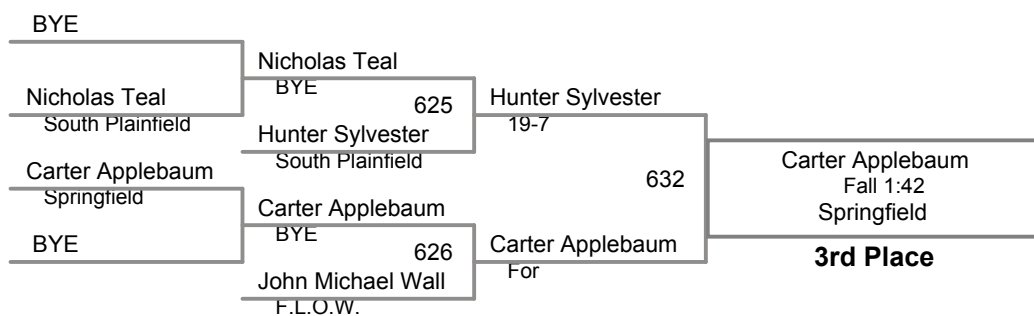 BYE
Nicholas Teal
BYE
Nicholas Teal
South Plainfield
625
Hunter Sylvester
19-7
Hunter Sylvester
South Plainfield
Carter Applebaum
Springfield
632
Carter Applebaum
Fall 1:42
Springfield
Carter Applebaum
BYE
BYE
626
Carter Applebaum
For
3rd Place
John Michael Wall
F.L.O.W.